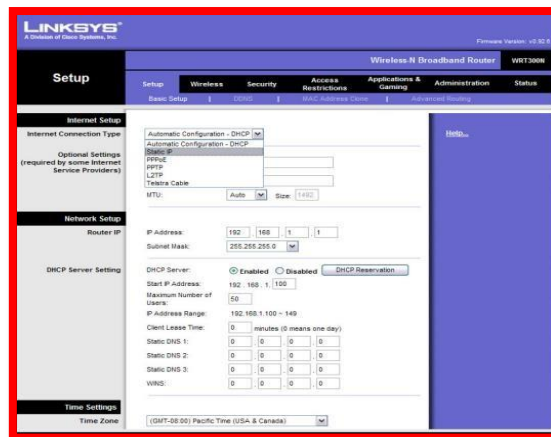 LINKSYS®
A Division of Cisco Systems, Inc.
Firmware Version: v0.92.6
Wireless-N Broadband Router WRT300N
Setup
Setup Wireless Security Access Restrictions Applications & Gaming Administration Status
Basic Setup | DDNS | MAC Address Clone | Advanced Routing
Internet Setup
Internet Connection Type
Automatic Configuration - DHCP
Help...
Automatic Configuration - DHCP
Static IP
PPPoE
PPTP
L2TP
Telstra Cable
Optional Settings
(required by some Internet
Service Providers)
MTU: Auto Size: 1492
Network Setup
Router IP
IP Address: 192 . 168 . 1 . 1
Subnet Mask: 255.255.255.0
DHCP Server Setting
DHCP Server: Enabled Disabled DHCP Reservation
Start IP Address: 192 . 168 . 1. 100
Maximum Number of
Users: 50
IP Address Range: 192.168.1.100 ~ 149
Client Lease Time: 0 minutes (0 means one day)
Static DNS 1: 0 . 0 . 0 . 0
Static DNS 2: 0 . 0 . 0 . 0
Static DNS 3: 0 . 0 . 0 . 0
WINS: 0 . 0 . 0 . 0
Time Settings
Time Zone
(GMT-08:00) Pacific Time (USA & Canada)